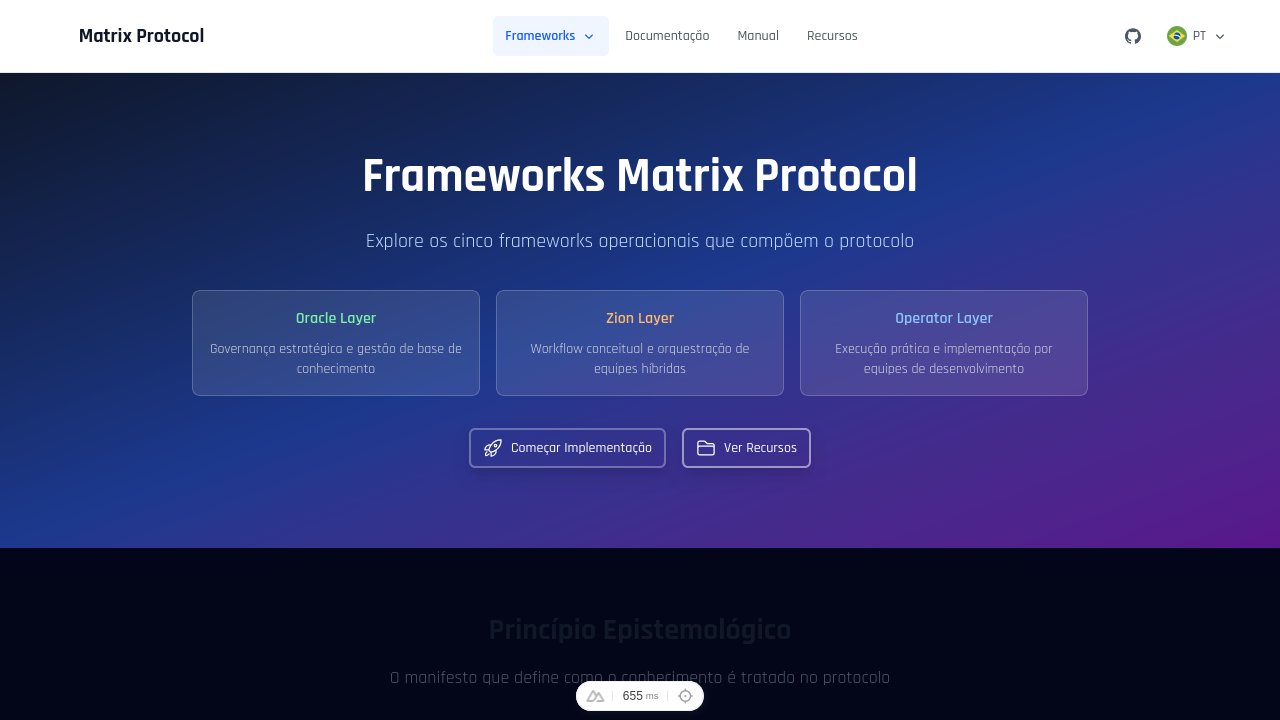 Matrix Protocol
Frameworks
Documentação
Manual
Recursos
PT
Frameworks Matrix Protocol
Explore os cinco frameworks operacionais que compõem o protocolo
Oracle Layer
Governança estratégica e gestão de base de
conhecimento
Zion Layer
Workflow conceitual e orquestração de
equipes híbridas
Operator Layer
Execução prática e implementação por
equipes de desenvolvimento
Começar Implementação
Ver Recursos
Princípio Epistemológico
O manifesto que define como o conhecimento é tratado no protocolo
655 ms